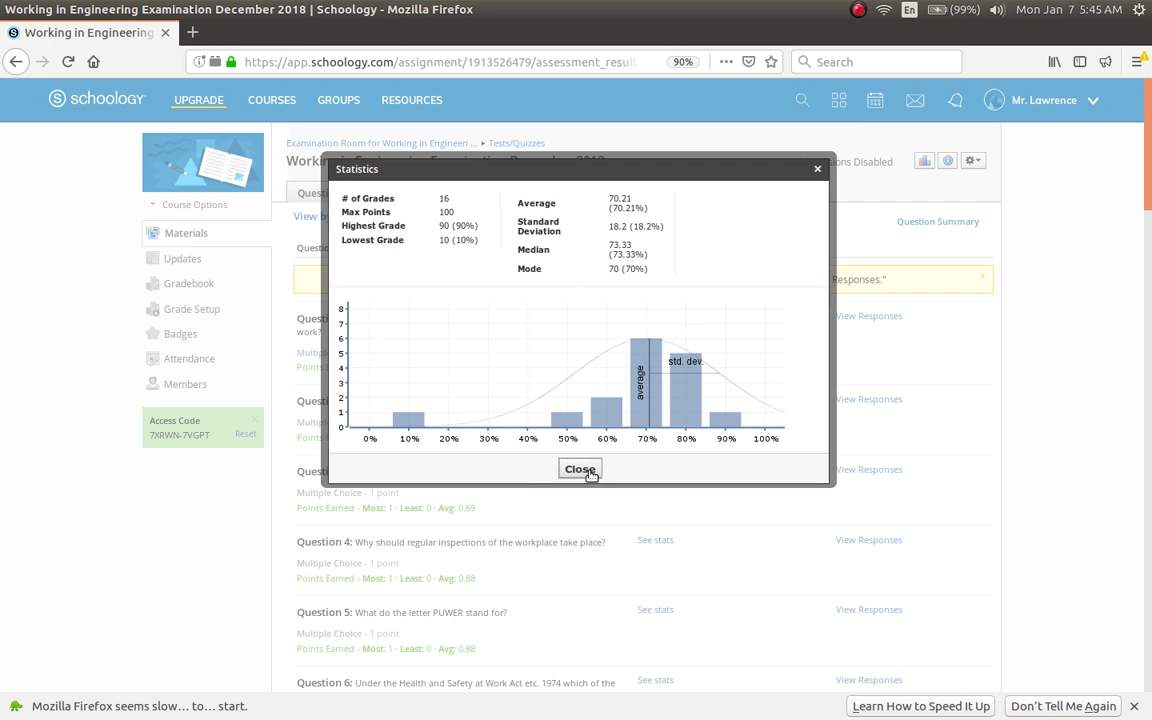 Working in Engineering Examination December 2018 | Schoology - Mozilla Firefox
En
(99%)
Mon Jan 7 5:45 AM
Working in Engineering
https://app.schoology.com/assignment/1913526479/assessment_result
90%
Search
S schoology
UPGRADE
COURSES
GROUPS
RESOURCES
Mr. Lawrence
Examination Room for Working in Engineeri ... ▸ Tests/Quizzes
Course Options
Materials
Updates
Gradebook
Grade Setup
Badges
Attendance
Members
Access Code
7XRWN-7VGPT
Reset
Disabled
View by
Question Summary
Responses."
Statistics
# of Grades 16
Max Points 100
Highest Grade 90 (90%)
Lowest Grade 10 (10%)
Average 70.21 (70.21%)
Standard Deviation 18.2 (18.2%)
Median 73.33 (73.33%)
Mode 70 (70%)
8
7
6
5
4
3
2
1
0
average
std. dev.
0% 10% 20% 30% 40% 50% 60% 70% 80% 90% 100%
Close
work?
View Responses
View Responses
View Responses
Multiple Choice - 1 point
Points Earned - Most: 1 · Least: 0 · Avg: 0.69
Question 4: Why should regular inspections of the workplace take place?
See stats
View Responses
Multiple Choice - 1 point
Points Earned - Most: 1 · Least: 0 · Avg: 0.88
Question 5: What do the letter PUWER stand for?
See stats
View Responses
Multiple Choice - 1 point
Points Earned - Most: 1 · Least: 0 · Avg: 0.88
Question 6: Under the Health and Safety at Work Act etc. 1974 which of the
See stats
View Responses
Mozilla Firefox seems slow… to… start.
Learn How to Speed It Up
Don't Tell Me Again